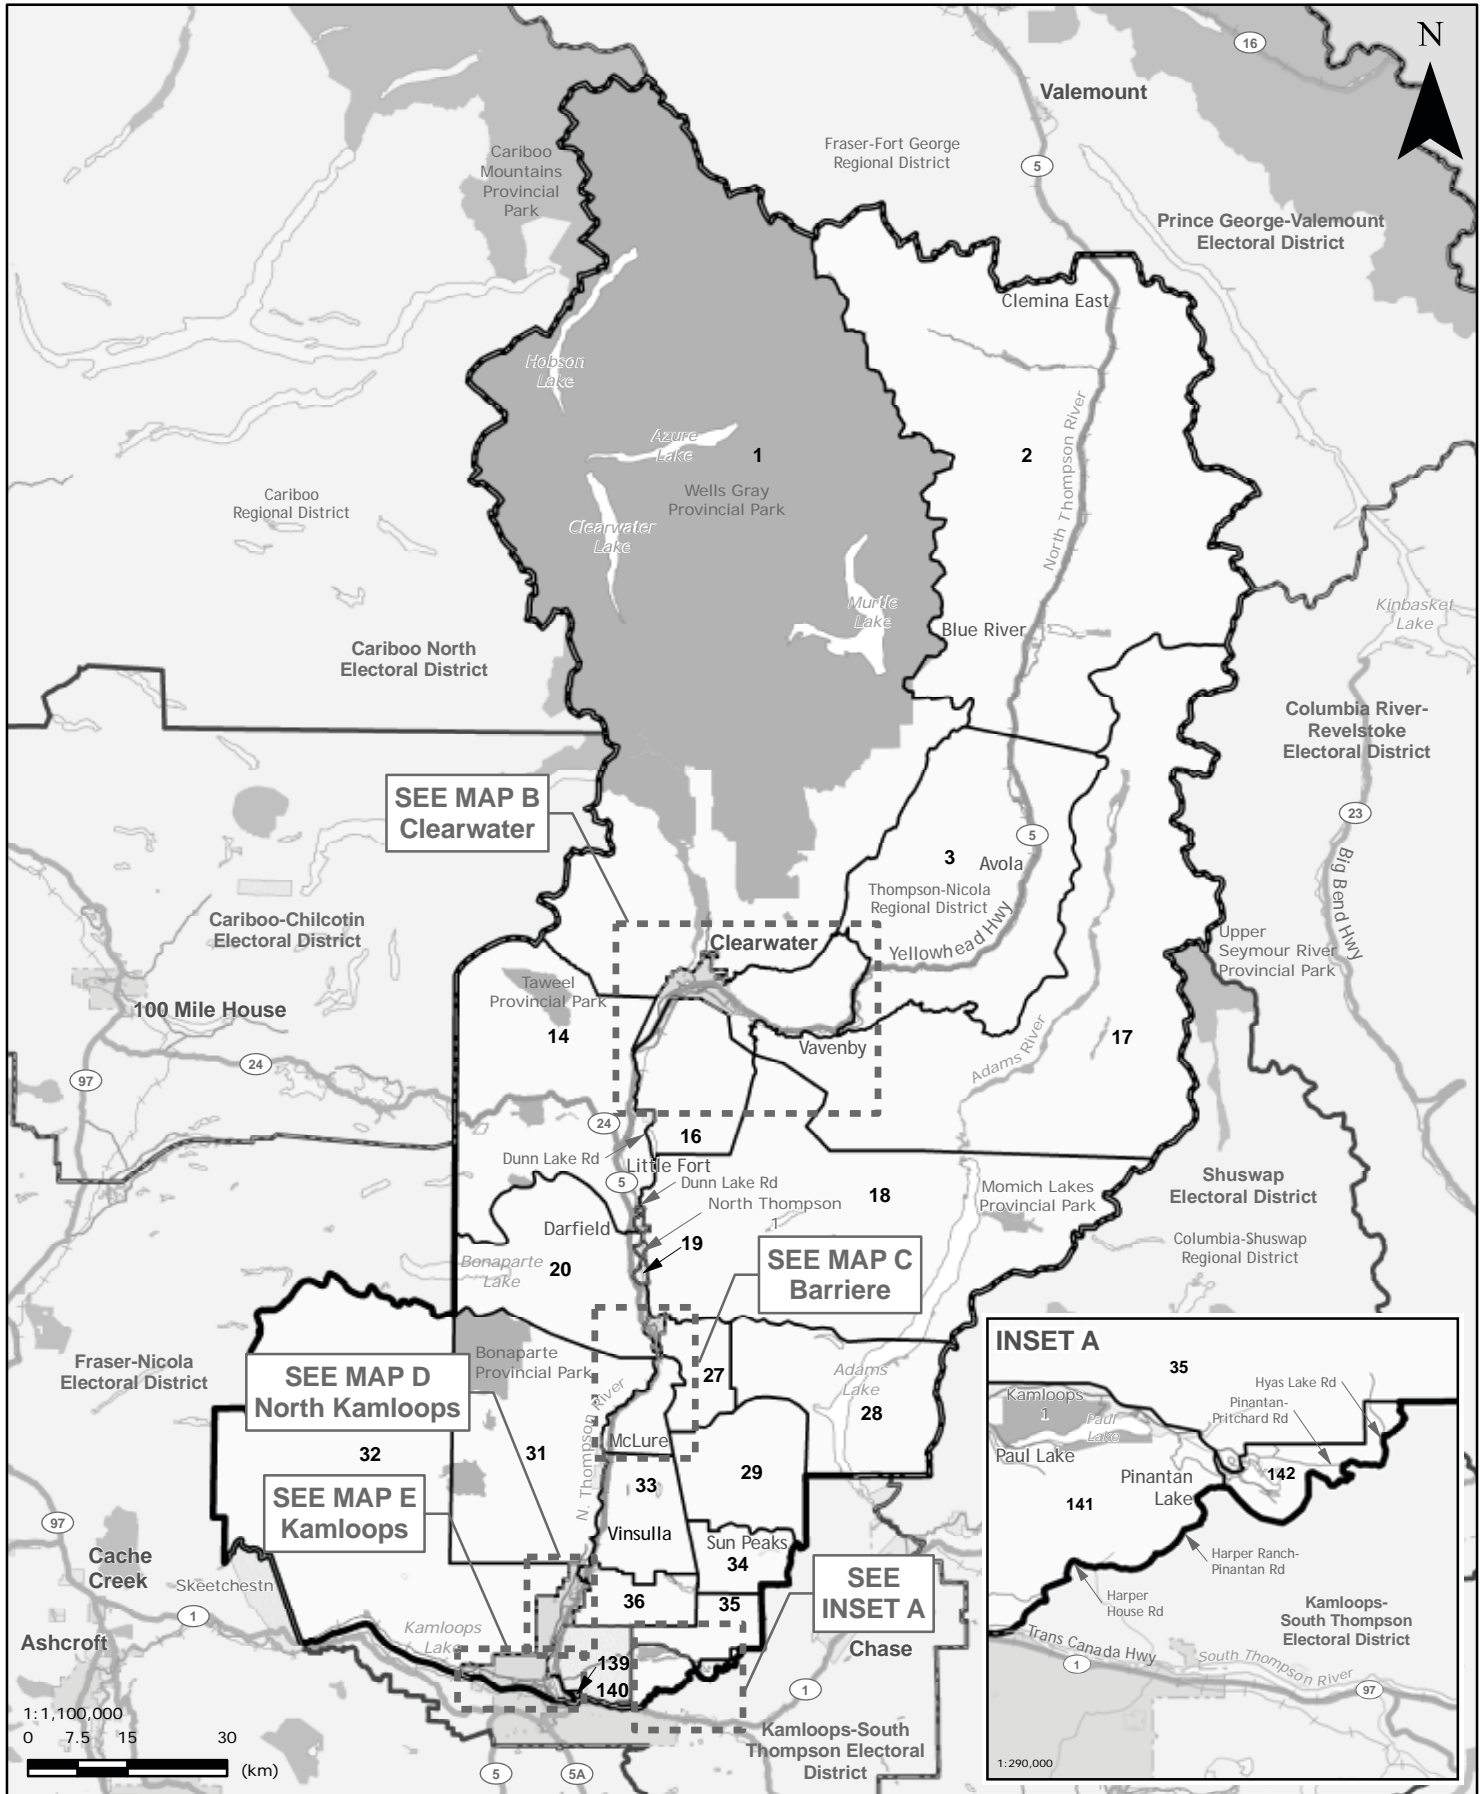 16
N
Valemount
Fraser-Fort George
Regional District
Cariboo
Mountains
Provincial
Park
5
Prince George-Valemount
Electoral District
Clemina East
Hobson
Lake
North Thompson River
Azure
Lake
1
2
Wells Gray
Provincial Park
Cariboo
Regional District
Clearwater
Lake
Murtle
Lake
Kinbasket
Lake
Blue River
Cariboo North
Electoral District
Columbia River-
Revelstoke
Electoral District
SEE MAP B
Clearwater
23
5
3
Avola
Big Bend Hwy
Thompson-Nicola
Regional District
Cariboo-Chilcotin
Electoral District
Yellowhead Hwy
Clearwater
Upper
Seymour River
Provincial Park
Taweel
Provincial Park
100 Mile House
14
17
Vavenby
Adams River
24
97
24
16
Dunn Lake Rd
Little Fort
5
Dunn Lake Rd
Shuswap
Electoral District
Momich Lakes
Provincial Park
18
North Thompson
1
Darfield
19
Columbia-Shuswap
Regional District
Bonaparte
Lake
20
SEE MAP C
Barriere
Fraser-Nicola
Electoral District
Bonaparte
Provincial Park
SEE MAP D
North Kamloops
27
Adams
Lake
28
N. Thompson River
McLure
32
31
29
33
SEE MAP E
Kamloops
97
Vinsulla
Sun Peaks
34
Cache
Creek
Skeetchestn
SEE
INSET A
36
35
1
Kamloops
Lake
Ashcroft
Chase
139
140
1
1:1,100,000
0 7.5 15 30
(km)
5
5A
Kamloops-South
Thompson Electoral
District
INSET A
35
Hyas Lake Rd
Kamloops
1
Pinantan-
Pritchard Rd
Paul
Lake
Paul Lake
Pinantan
Lake
142
141
Harper Ranch-
Pinantan Rd
Harper
House Rd
Kamloops-
South Thompson
Electoral District
Trans Canada Hwy
1
South Thompson River
97
1:290,000